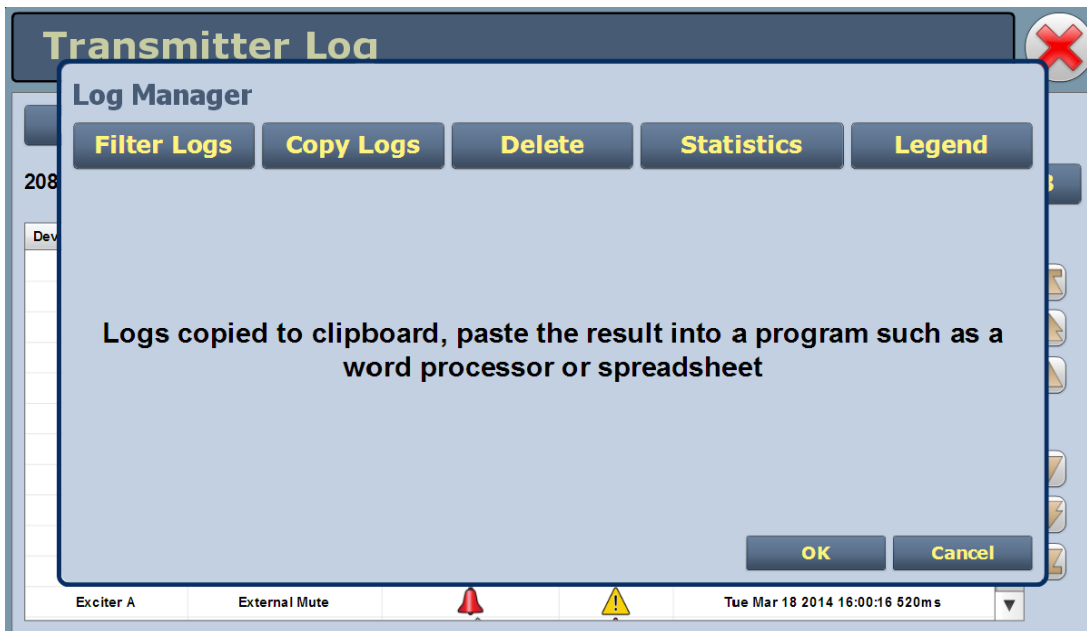 Transmitter Log
Log Manager
Filter Logs Copy Logs Delete Statistics Legend
208
Dev
Logs copied to clipboard, paste the result into a program such as a
word processor or spreadsheet
OK Cancel
Exciter A External Mute Tue Mar 18 2014 16:00:16 520ms